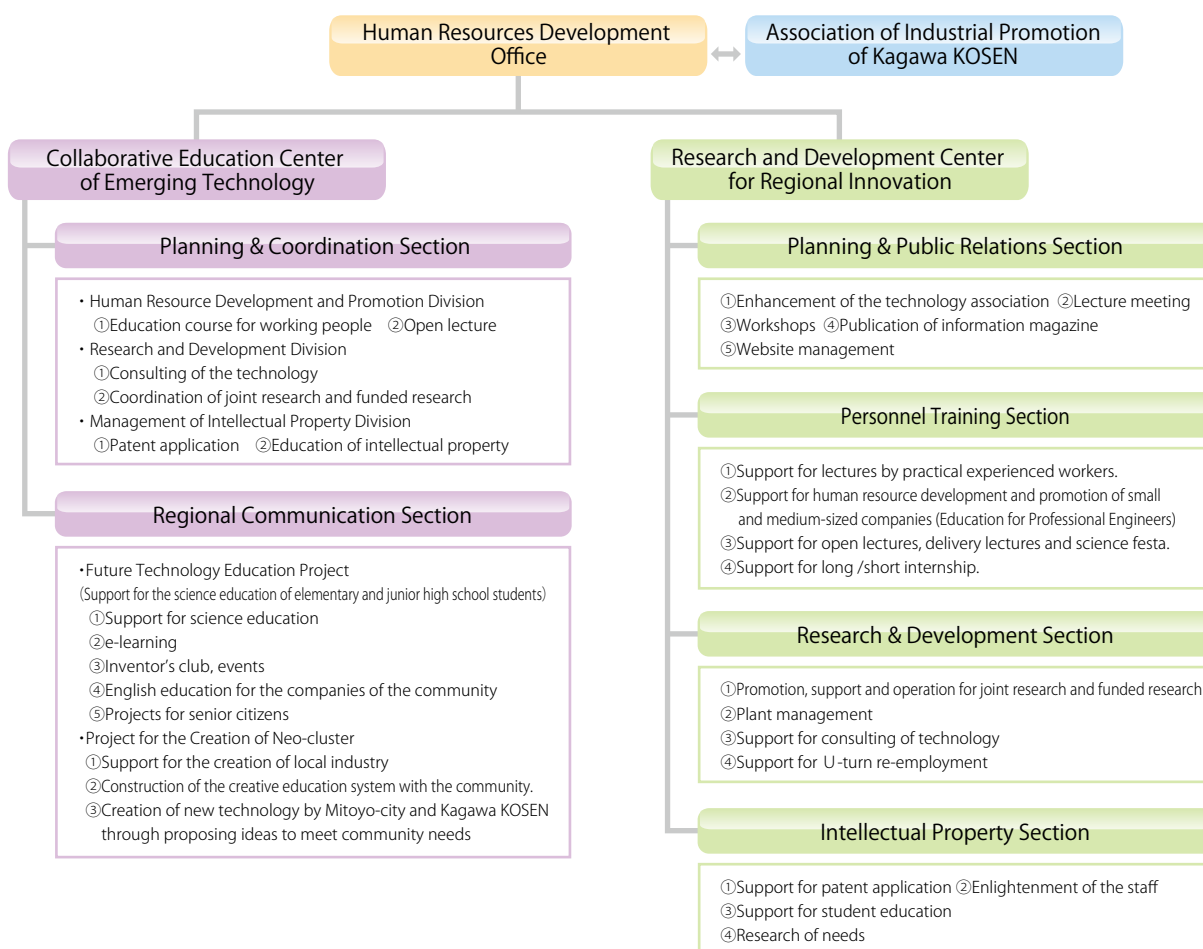 Human Resources Development
Office
Association of Industrial Promotion
of Kagawa KOSEN
Collaborative Education Center
of Emerging Technology
Planning & Coordination Section
・Human Resource Development and Promotion Division
①Education course for working people ②Open lecture
・Research and Development Division
①Consulting of the technology
②Coordination of joint research and funded research
・Management of Intellectual Property Division
①Patent application ②Education of intellectual property
Regional Communication Section
・Future Technology Education Project
(Support for the science education of elementary and junior high school students)
①Support for science education
②e-learning
③Inventor's club, events
④English education for the companies of the community
⑤Projects for senior citizens
・Project for the Creation of Neo-cluster
①Support for the creation of local industry
②Construction of the creative education system with the community.
③Creation of new technology by Mitoyo-city and Kagawa KOSEN
through proposing ideas to meet community needs
Research and Development Center
for Regional Innovation
Planning & Public Relations Section
①Enhancement of the technology association ②Lecture meeting
③Workshops ④Publication of information magazine
⑤Website management
Personnel Training Section
①Support for lectures by practical experienced workers.
②Support for human resource development and promotion of small
and medium-sized companies (Education for Professional Engineers)
③Support for open lectures, delivery lectures and science festa.
④Support for long /short internship.
Research & Development Section
①Promotion, support and operation for joint research and funded research
②Plant management
③Support for consulting of technology
④Support for U-turn re-employment
Intellectual Property Section
①Support for patent application ②Enlightenment of the staff
③Support for student education
④Research of needs